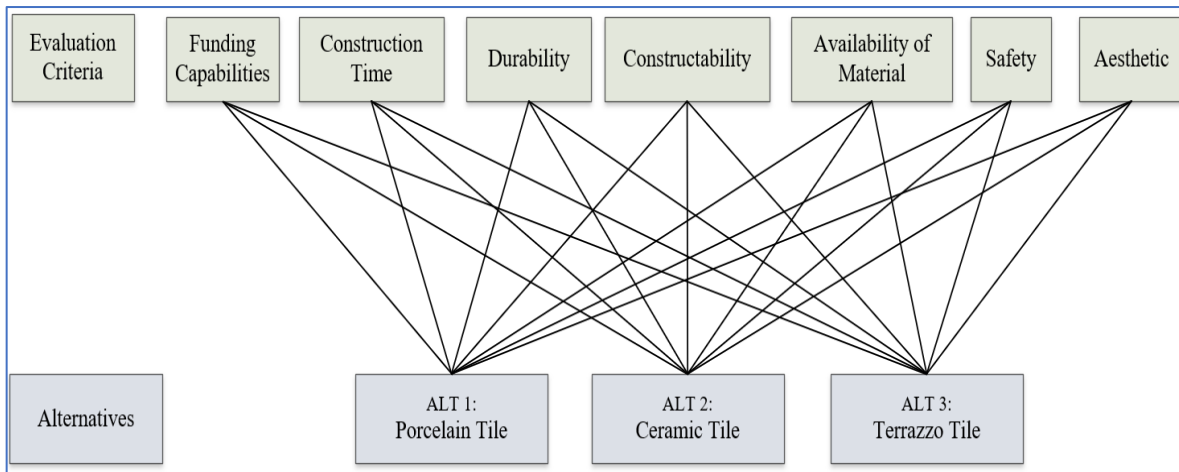 Evaluation
Criteria
Funding
Capabilities
Construction
Time
Durability
Constructability
Availability of
Material
Safety
Aesthetic
Alternatives
ALT 1:
Porcelain Tile
ALT 2:
Ceramic Tile
ALT 3:
Terrazzo Tile